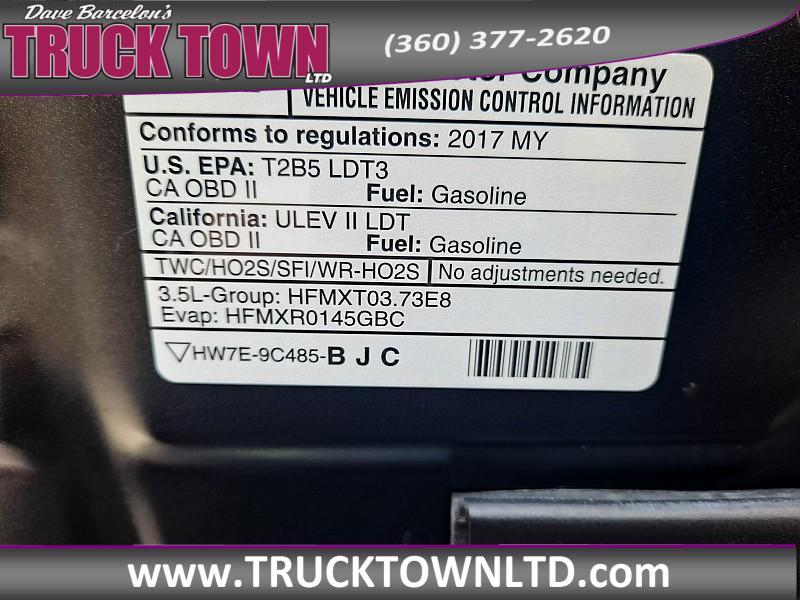 Dave Barcelon's
TRUCK TOWN
LTD
(360) 377-2620
Company
VEHICLE EMISSION CONTROL INFORMATION
Conforms to regulations: 2017 MY
U.S. EPA: T2B5 LDT3
CA OBD II Fuel: Gasoline
California: ULEV II LDT
CA OBD II Fuel: Gasoline
TWC/HO2S/SFI/WR-HO2S No adjustments needed.
3.5L-Group: HFMXT03.73E8
Evap: HFMXR0145GBC
▽HW7E-9C485-B J C
www.TRUCKTOWNLTD.com